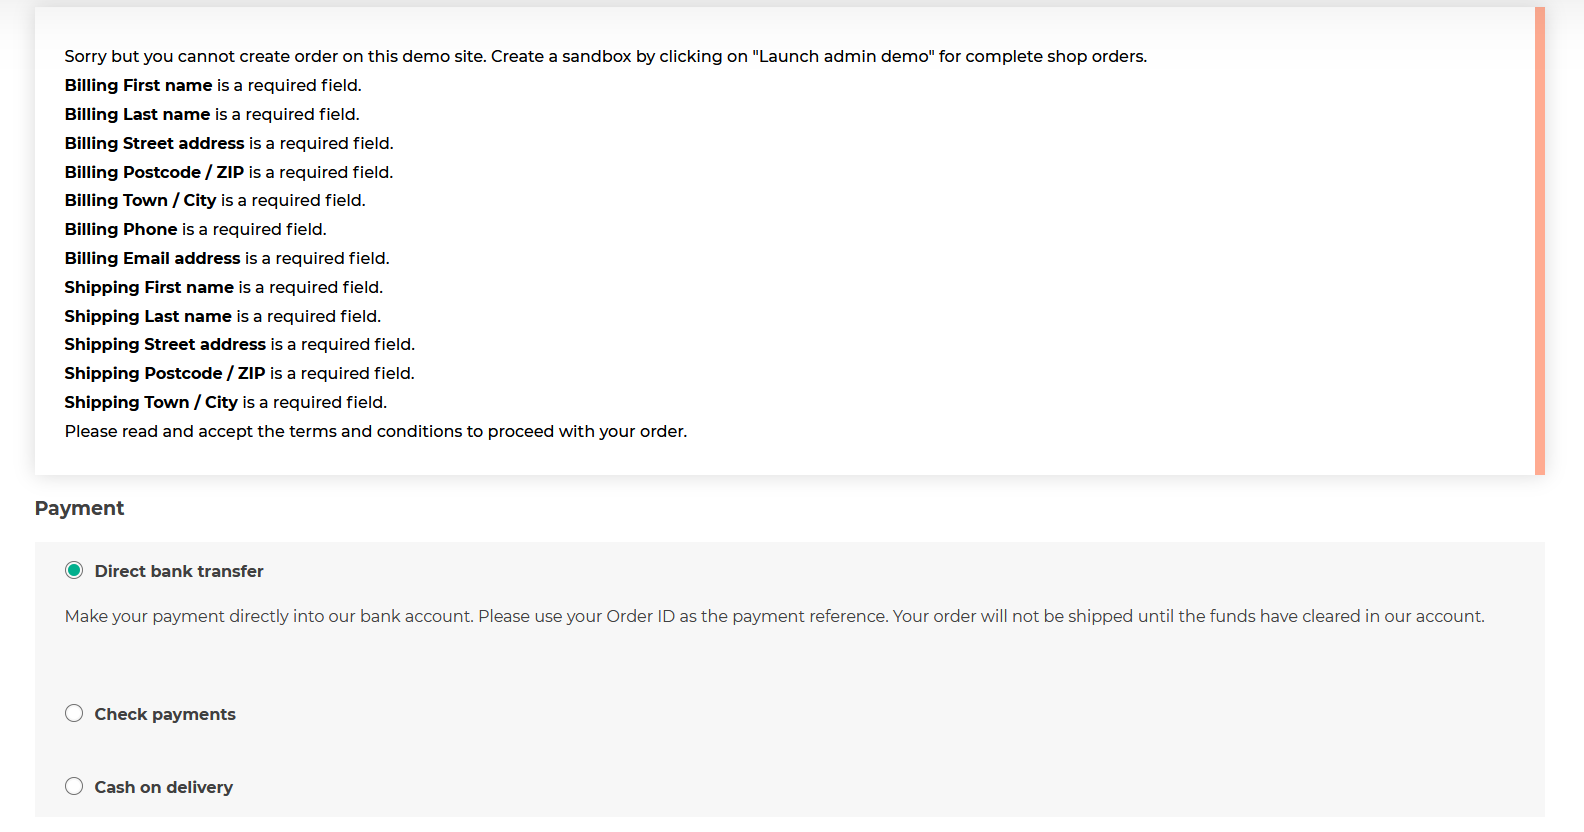 Sorry but you cannot create order on this demo site. Create a sandbox by clicking on "Launch admin demo" for complete shop orders.
Billing First name is a required field.
Billing Last name is a required field.
Billing Street address is a required field.
Billing Postcode / ZIP is a required field.
Billing Town / City is a required field.
Billing Phone is a required field.
Billing Email address is a required field.
Shipping First name is a required field.
Shipping Last name is a required field.
Shipping Street address is a required field.
Shipping Postcode / ZIP is a required field.
Shipping Town / City is a required field.
Please read and accept the terms and conditions to proceed with your order.
Payment
Direct bank transfer
Make your payment directly into our bank account. Please use your Order ID as the payment reference. Your order will not be shipped until the funds have cleared in our account.
Check payments
Cash on delivery